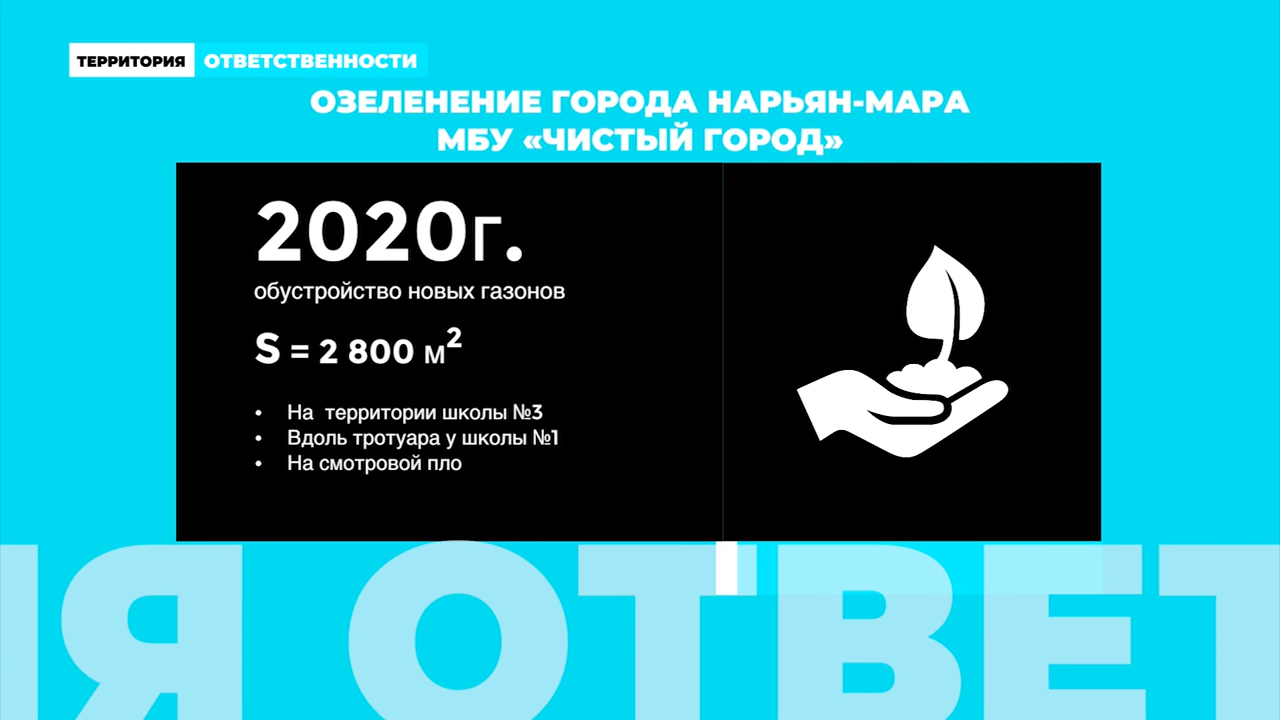 ТЕРРИТОРИЯ ОТВЕТСТВЕННОСТИ
ОЗЕЛЕНЕНИЕ ГОРОДА НАРЬЯН-МАРА
МБУ «ЧИСТЫЙ ГОРОД»
2020г.
обустройство новых газонов
S = 2 800 м²
• На территории школы №3
• Вдоль тротуара у школы №1
• На смотровой пло
ИЯ ОТВЕТ